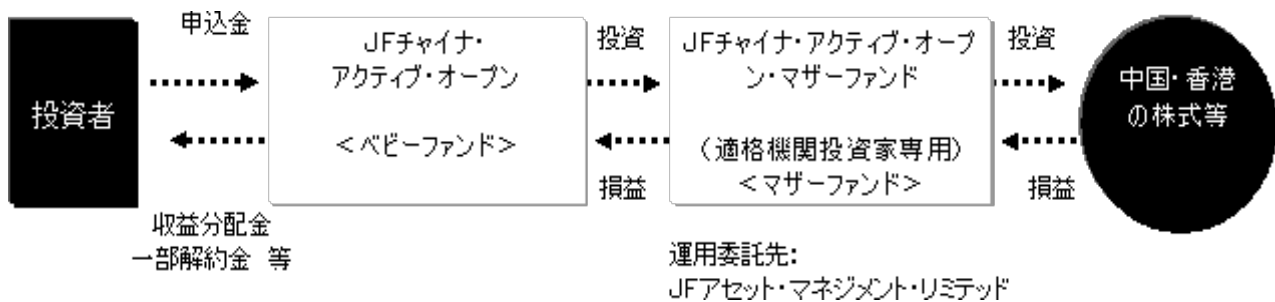 投資者
申込金
収益分配金
一部解約金 等
JFチャイナ・
アクティブ・オープン
<ベビーファンド>
投資
損益
JFチャイナ・アクティブ・オープ
ン・マザーファンド
(適格機関投資家専用)
<マザーファンド>
運用委託先:
JFアセット・マネジメント・リミテッド
投資
損益
中国・香港
の株式等